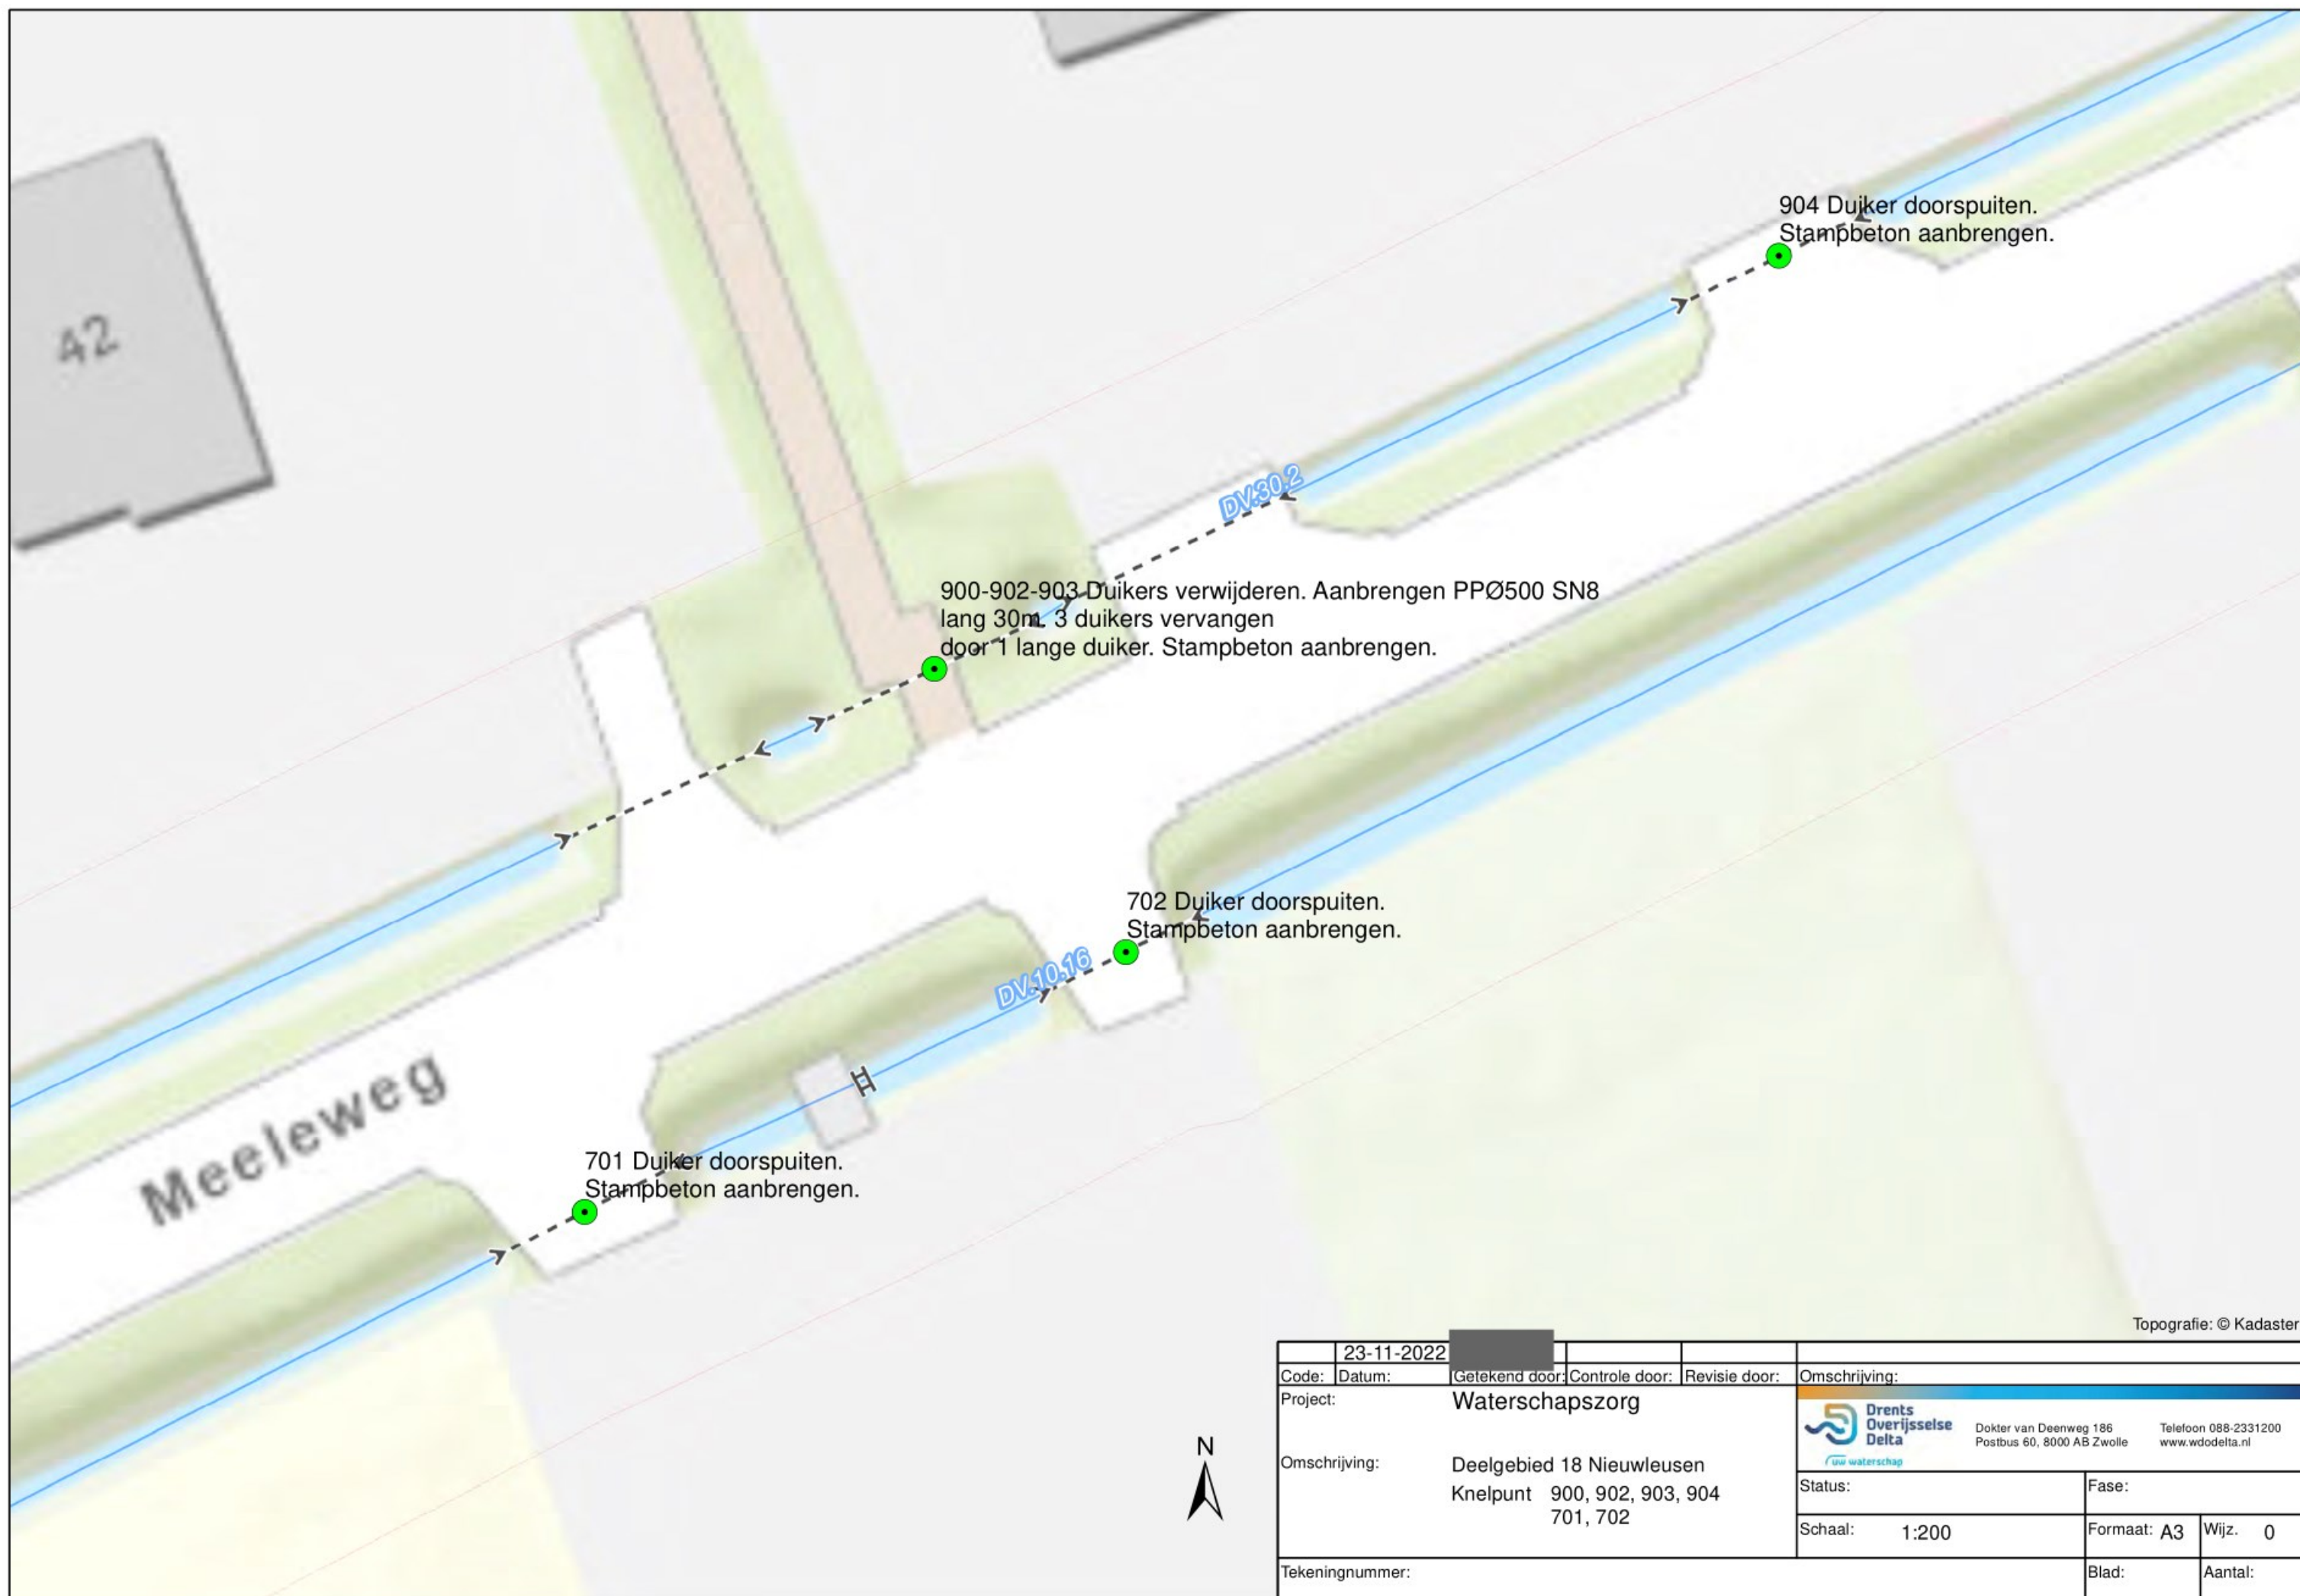 42
904 Duiker doorspuiten.
Stampbeton aanbrengen.
DV.30.2
900-902-903 Duikers verwijderen. Aanbrengen PPØ500 SN8
lang 30m. 3 duikers vervangen
door 1 lange duiker. Stampbeton aanbrengen.
702 Duiker doorspuiten.
Stampbeton aanbrengen.
DV.10.16
Meeleweg
701 Duiker doorspuiten.
Stampbeton aanbrengen.
Topografie: © Kadaster
N
23-11-2022
Code: Datum: Getekend door: Controle door: Revisie door: Omschrijving:
Project: Waterschapszorg
Drents
Overijsselse
Delta
uw waterschap
Dokter van Deenweg 186
Postbus 60, 8000 AB Zwolle
Telefoon 088-2331200
www.wdodelta.nl
Omschrijving: Deelgebied 18 Nieuwleusen
Knelpunt 900, 902, 903, 904
701, 702
Status: Fase:
Schaal: 1:200 Formaat: A3 Wijz. 0
Tekeningnummer: Blad: Aantal: